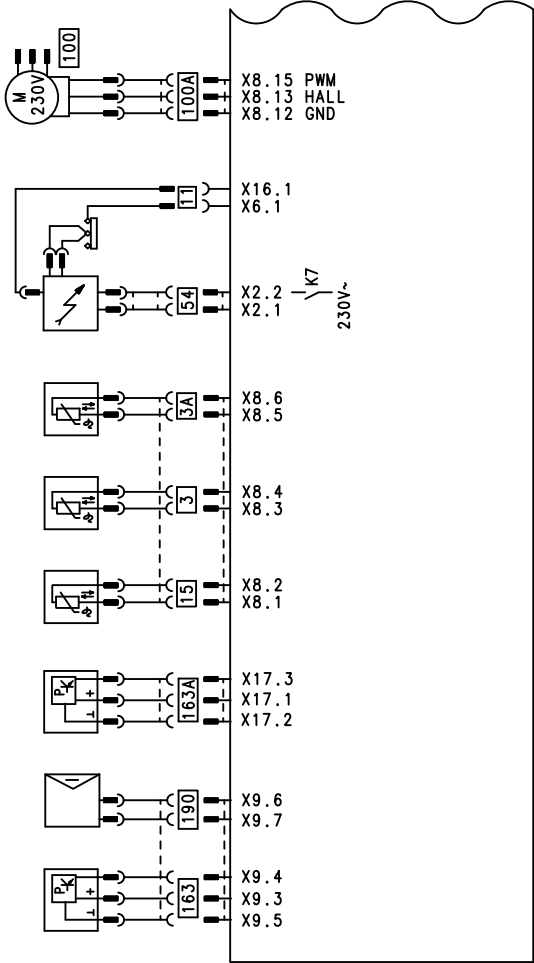 100
M
230V
100A
X8.15 PWM
X8.13 HALL
X8.12 GND
11
X16.1
X6.1
54
X2.2
X2.1
K7
230V~
3A
X8.6
X8.5
3
X8.4
X8.3
15
X8.2
X8.1
P
+
⊥
163A
X17.3
X17.1
X17.2
190
X9.6
X9.7
P
+
⊥
163
X9.4
X9.3
X9.5